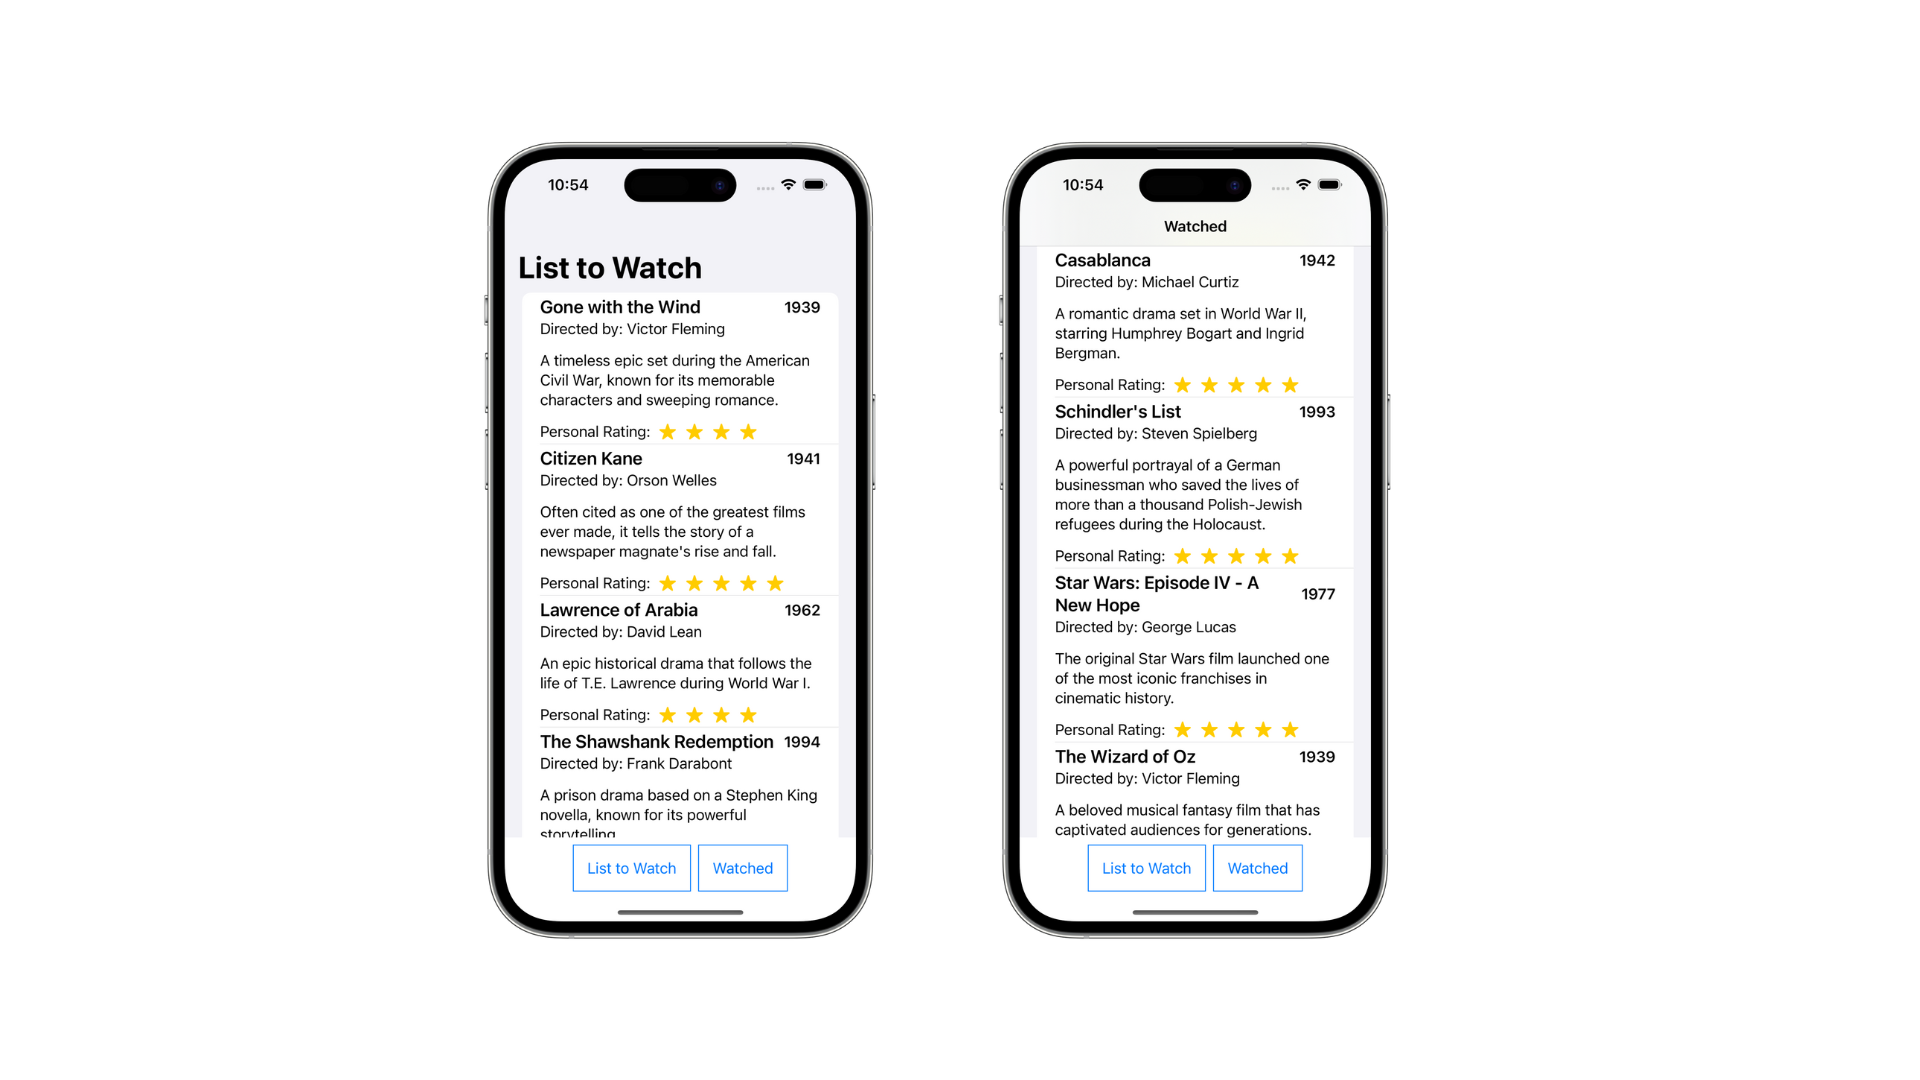 10:54
List to Watch
Gone with the Wind 1939
Directed by: Victor Fleming
A timeless epic set during the American
Civil War, known for its memorable
characters and sweeping romance.
Personal Rating:
Citizen Kane 1941
Directed by: Orson Welles
Often cited as one of the greatest films
ever made, it tells the story of a
newspaper magnate's rise and fall.
Personal Rating:
Lawrence of Arabia 1962
Directed by: David Lean
An epic historical drama that follows the
life of T.E. Lawrence during World War I.
Personal Rating:
The Shawshank Redemption 1994
Directed by: Frank Darabont
A prison drama based on a Stephen King
novella, known for its powerful
storytelling
List to Watch Watched
10:54
Watched
Casablanca 1942
Directed by: Michael Curtiz
A romantic drama set in World War II,
starring Humphrey Bogart and Ingrid
Bergman.
Personal Rating:
Schindler's List 1993
Directed by: Steven Spielberg
A powerful portrayal of a German
businessman who saved the lives of
more than a thousand Polish-Jewish
refugees during the Holocaust.
Personal Rating:
Star Wars: Episode IV - A
New Hope 1977
Directed by: George Lucas
The original Star Wars film launched one
of the most iconic franchises in
cinematic history.
Personal Rating:
The Wizard of Oz 1939
Directed by: Victor Fleming
A beloved musical fantasy film that has
captivated audiences for generations.
List to Watch Watched